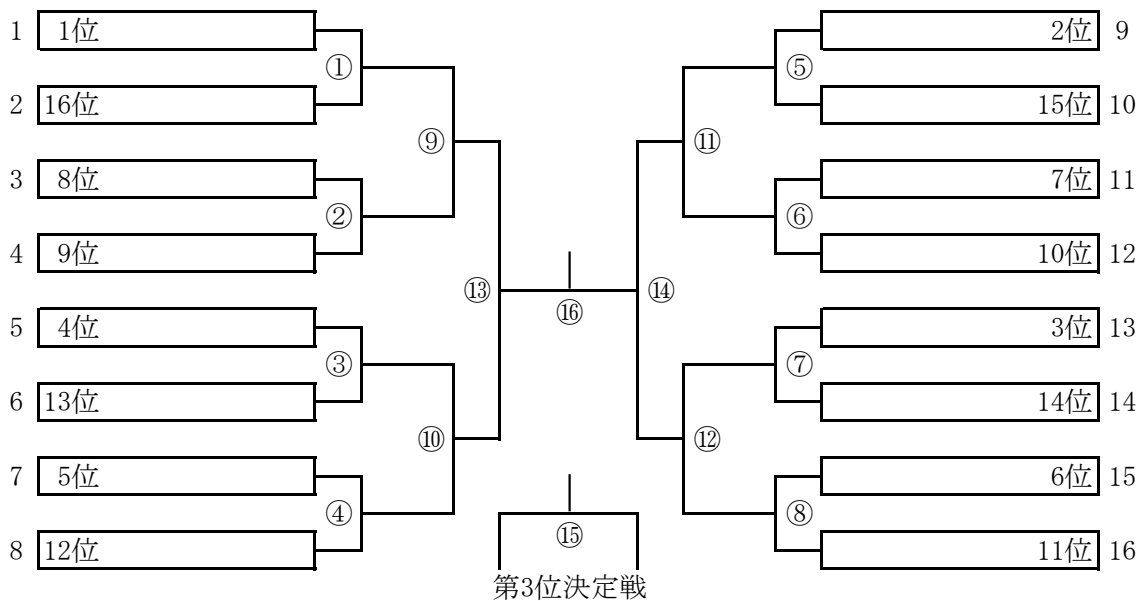 1 1位
①
2 16位
⑨
3 8位
②
4 9位
⑬
5 4位
③
6 13位
⑩
7 5位
④
8 12位
⑯
⑮
第3位決定戦
2位 9
⑤
15位 10
⑪
7位 11
⑥
10位 12
⑭
3位 13
⑦
14位 14
⑫
6位 15
⑧
11位 16